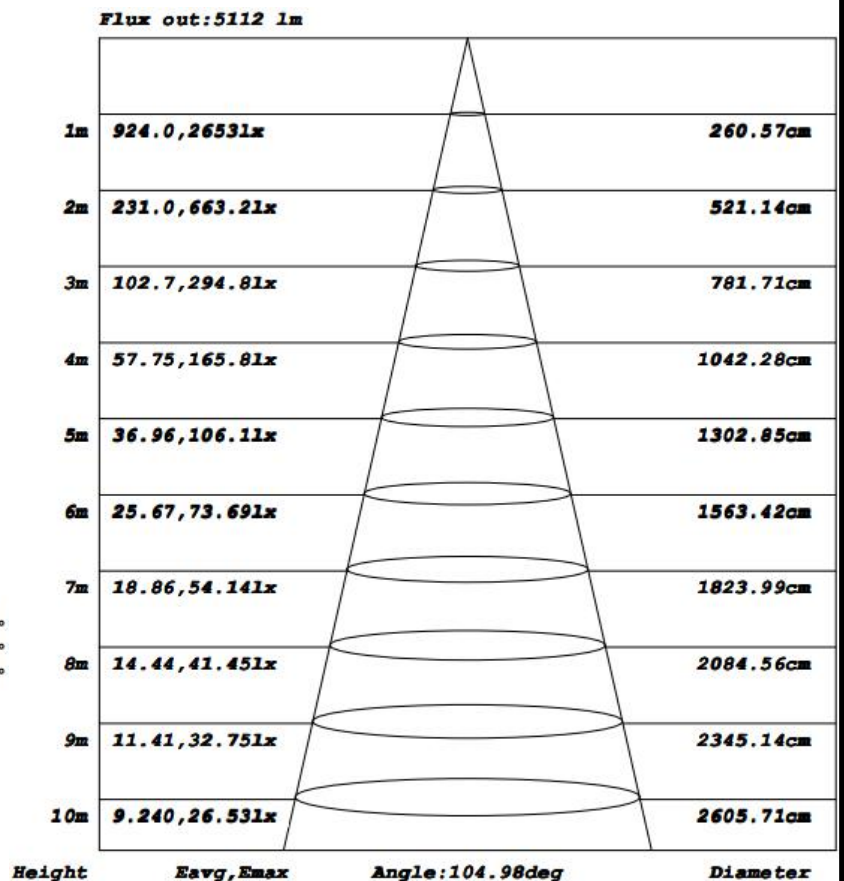 Flux out:5112 lm
1m 924.0,2653lx 260.57cm
2m 231.0,663.2lx 521.14cm
3m 102.7,294.8lx 781.71cm
4m 57.75,165.8lx 1042.28cm
5m 36.96,106.1lx 1302.85cm
6m 25.67,73.69lx 1563.42cm
7m 18.86,54.14lx 1823.99cm
8m 14.44,41.45lx 2084.56cm
9m 11.41,32.75lx 2345.14cm
10m 9.240,26.53lx 2605.71cm
Height Eavg,Emax Angle:104.98deg Diameter